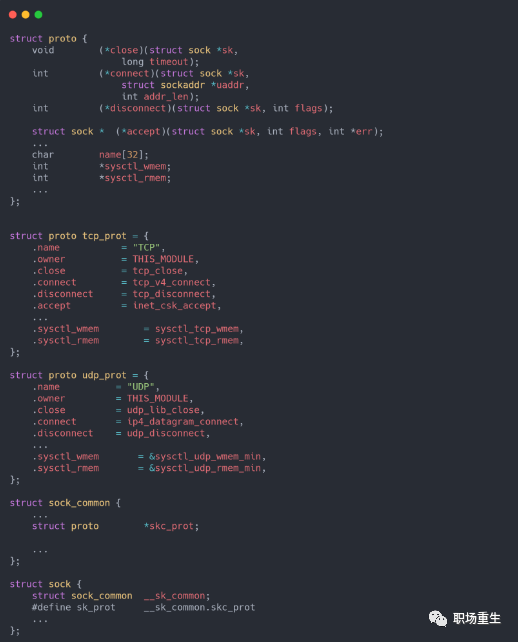 struct proto {
    void        (*close)(struct sock *sk,
                    long timeout);
    int         (*connect)(struct sock *sk,
                    struct sockaddr *uaddr,
                    int addr_len);
    int         (*disconnect)(struct sock *sk, int flags);
    struct sock *  (*accept)(struct sock *sk, int flags, int *err);
    ...
    char        name[32];
    int         *sysctl_wmem;
    int         *sysctl_rmem;
    ...
};
struct proto tcp_prot = {
    .name           = "TCP",
    .owner          = THIS_MODULE,
    .close          = tcp_close,
    .connect        = tcp_v4_connect,
    .disconnect     = tcp_disconnect,
    .accept         = inet_csk_accept,
    ...
    .sysctl_wmem        = sysctl_tcp_wmem,
    .sysctl_rmem        = sysctl_tcp_rmem,
};
struct proto udp_prot = {
    .name          = "UDP",
    .owner         = THIS_MODULE,
    .close         = udp_lib_close,
    .connect       = ip4_datagram_connect,
    .disconnect    = udp_disconnect,
    ...
    .sysctl_wmem       = &sysctl_udp_wmem_min,
    .sysctl_rmem       = &sysctl_udp_rmem_min,
};
struct sock_common {
    ...
    struct proto        *skc_prot;
    ...
};
struct sock {
    struct sock_common  __sk_common;
    #define sk_prot     __sk_common.skc_prot
    ...
};
职场重生